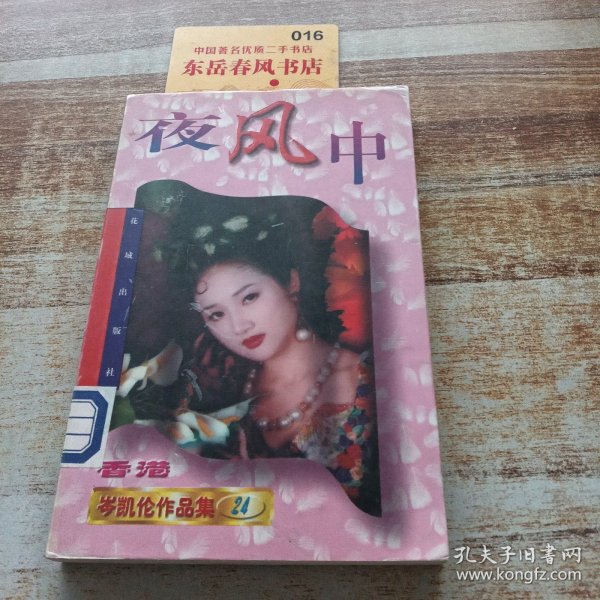 016
中国著名优质二手书店
东岳春风书店
夜风中
花城出版社
香港
岑凯伦作品集 24
孔夫子旧书网
www.kongfz.com